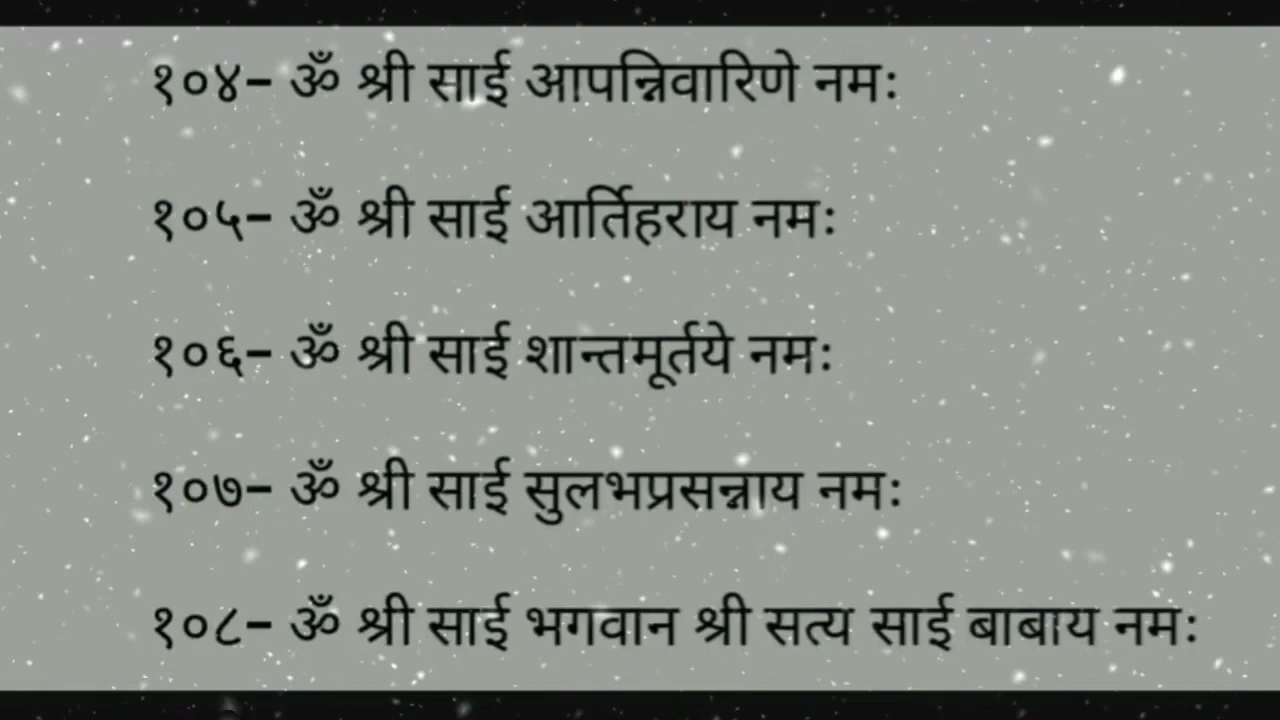 १०४- ॐ श्री साई आपन्निवारिणे नमः
१०५- ॐ श्री साई आर्तिहराय नमः
१०६- ॐ श्री साई शान्तमूर्तये नमः
१०७- ॐ श्री साई सुलभप्रसन्नाय नमः
१०८- ॐ श्री साई भगवान श्री सत्य साई बाबाय नमः